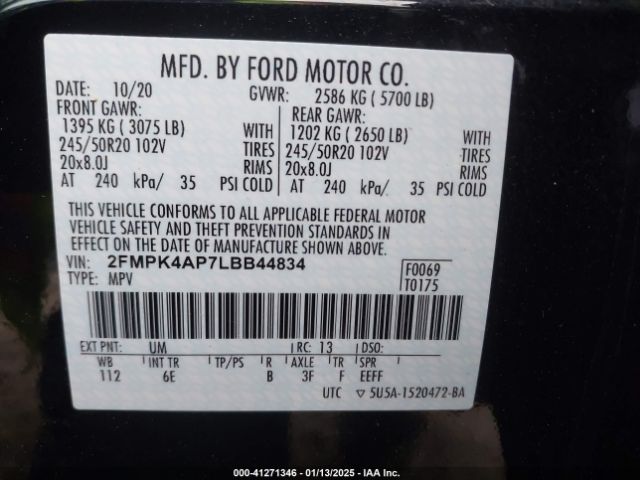 MFD. BY FORD MOTOR CO.
DATE: 10/20 GVWR: 2586 KG ( 5700 LB)
FRONT GAWR: REAR GAWR:
1395 KG ( 3075 LB) WITH 1202 KG ( 2650 LB) WITH
245/50R20 102V TIRES 245/50R20 102V TIRES
20x8.0J RIMS 20x8.0J RIMS
AT 240 kPa/ 35 PSI COLD AT 240 kPa/ 35 PSI COLD
THIS VEHICLE CONFORMS TO ALL APPLICABLE FEDERAL MOTOR
VEHICLE SAFETY AND THEFT PREVENTION STANDARDS IN
EFFECT ON THE DATE OF MANUFACTURE SHOWN ABOVE.
VIN: 2FMPK4AP7LBB44834 F0069
TYPE: MPV T0175
EXT PNT: UM RC: 13 DSO:
WB INT TR TP/PS R AXLE TR SPR
112 6E B 3F F EEFF
UTC ▽ 5U5A-1520472-BA
000-41271346 - 01/13/2025 - IAAI.COM